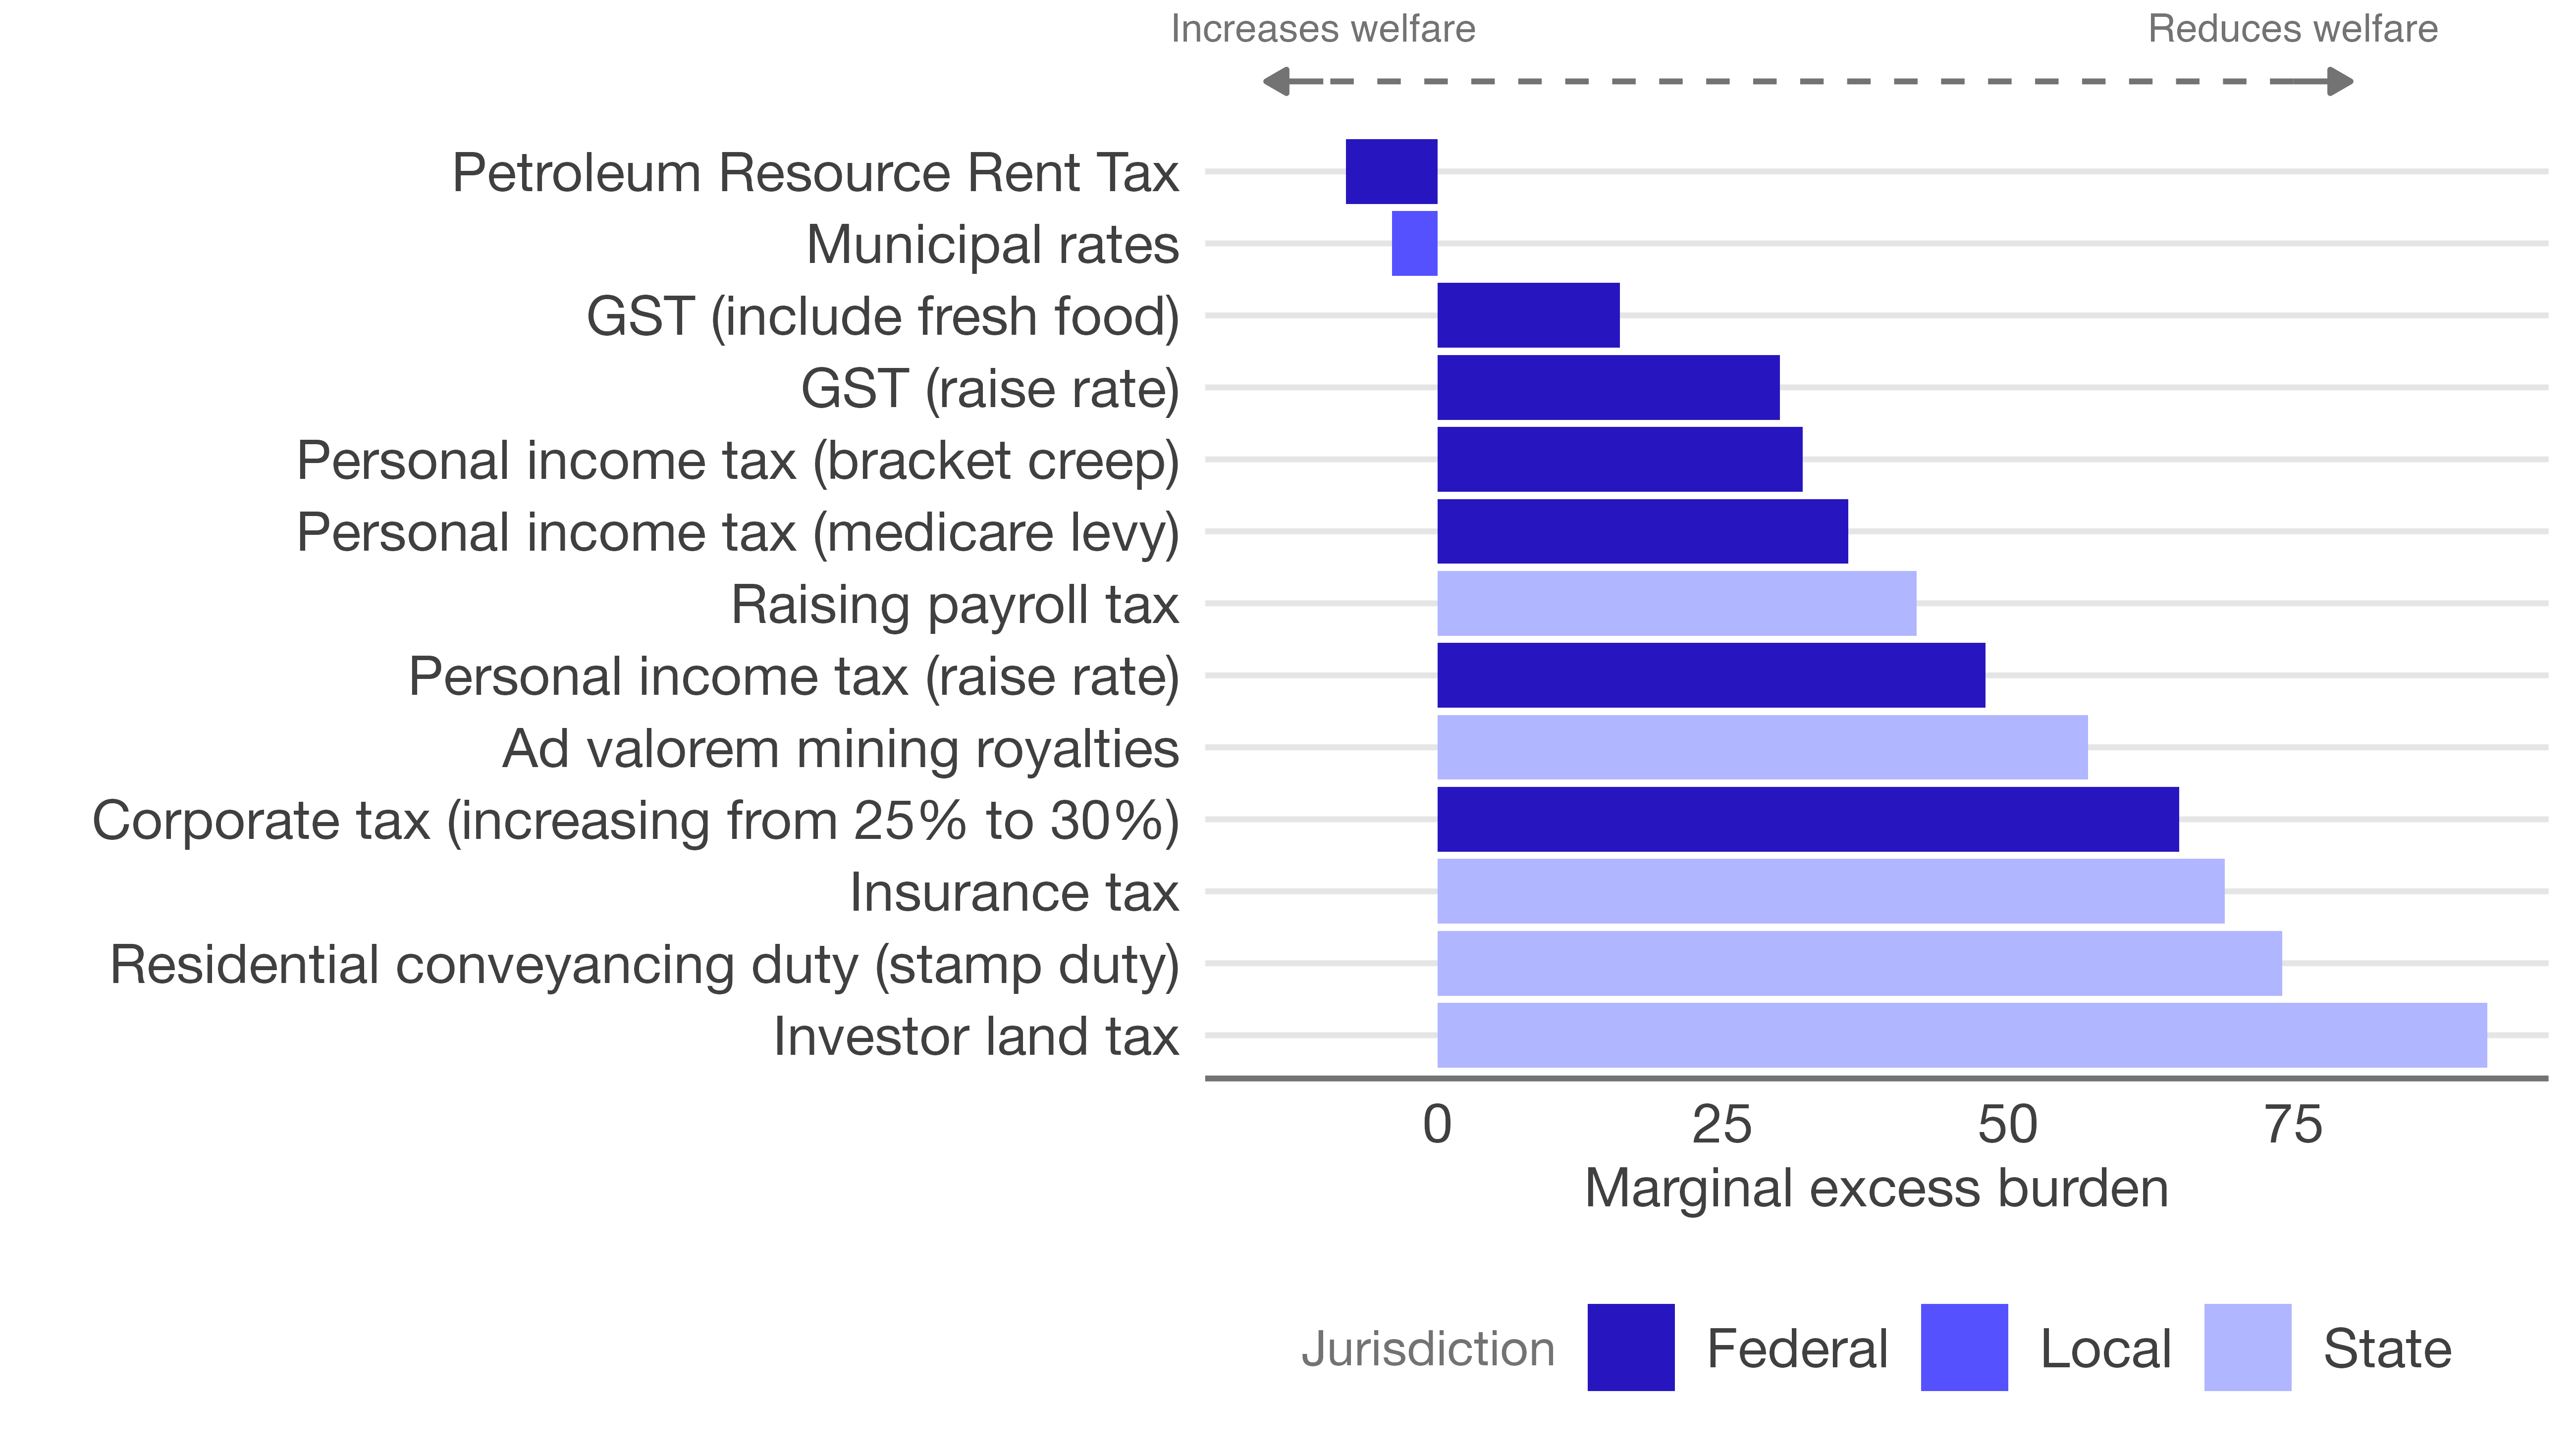 Increases welfare
Reduces welfare
Petroleum Resource Rent Tax
Municipal rates
GST (include fresh food)
GST (raise rate)
Personal income tax (bracket creep)
Personal income tax (medicare levy)
Raising payroll tax
Personal income tax (raise rate)
Ad valorem mining royalties
Corporate tax (increasing from 25% to 30%)
Insurance tax
Residential conveyancing duty (stamp duty)
Investor land tax
0 25 50 75
Marginal excess burden
Jurisdiction Federal Local State